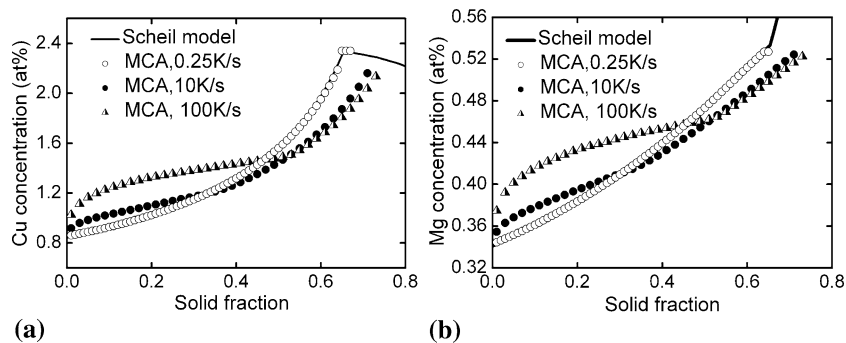 2.4
2.0
1.6
1.2
0.8
Cu concentration (at%)
Scheil model
MCA,0.25K/s
MCA,10K/s
MCA, 100K/s
0.0 0.2 0.4 0.6 0.8
Solid fraction
(a)
0.56
0.52
0.48
0.44
0.40
0.36
0.32
Mg concentration (at%)
Scheil model
MCA,0.25K/s
MCA,10K/s
MCA, 100K/s
0.0 0.2 0.4 0.6 0.8
Solid fraction
(b)